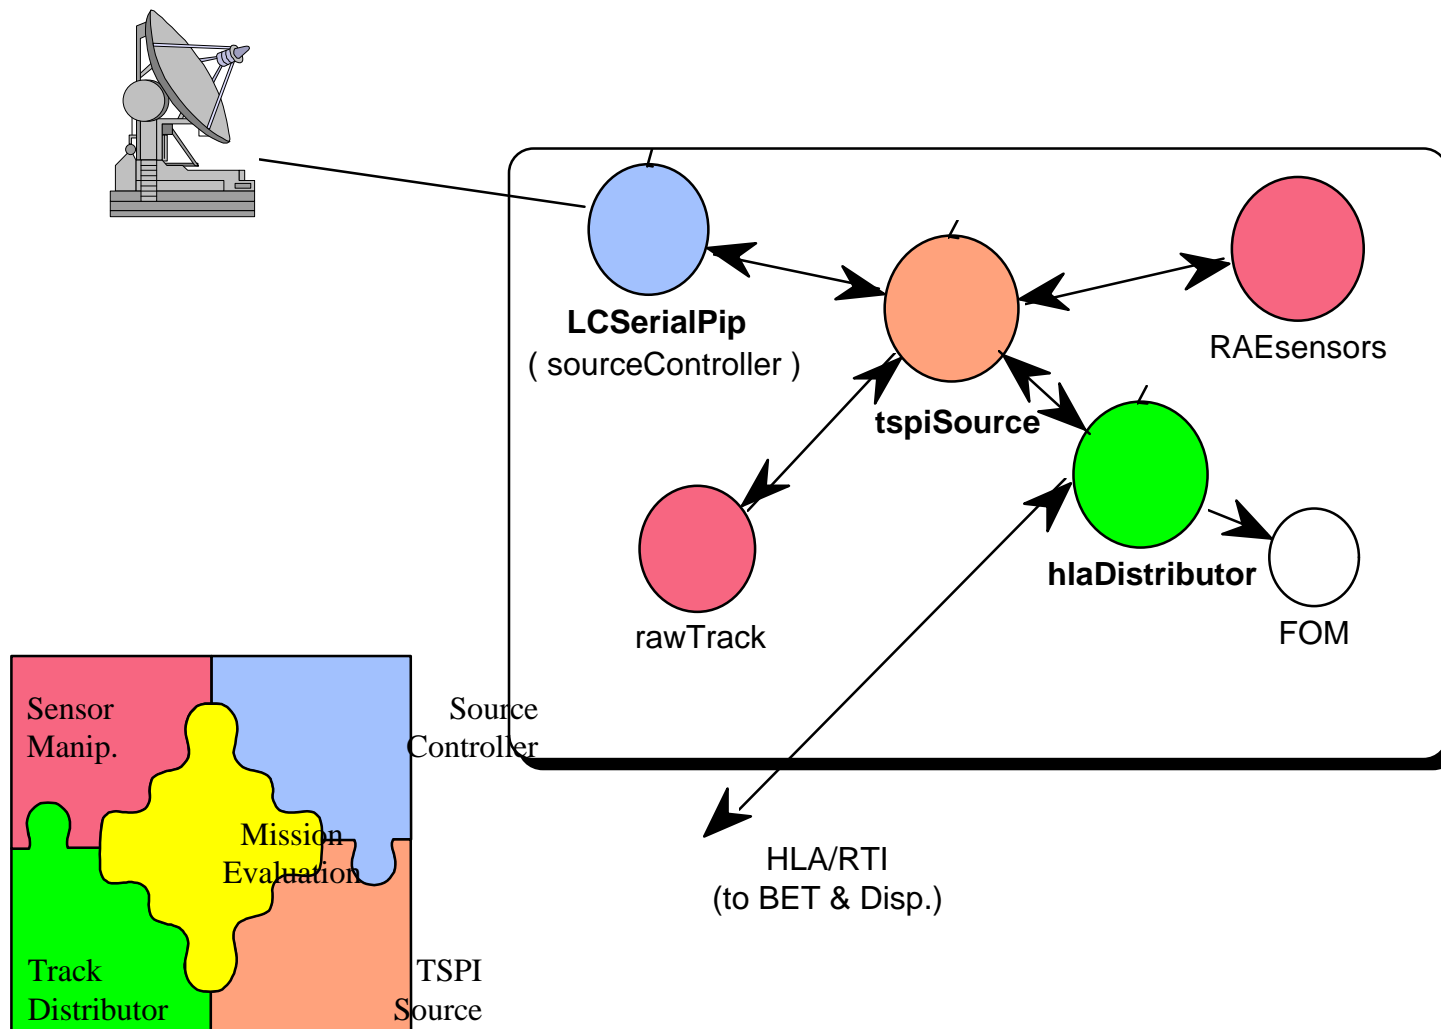 LCSerialPip
( sourceController )
RAEsensors
tspiSource
hlaDistributor
rawTrack
FOM
HLA/RTI
(to BET & Disp.)
Sensor
Manip.
Source
Controller
Mission
Evaluation
Track
Distributor
TSPI
Source